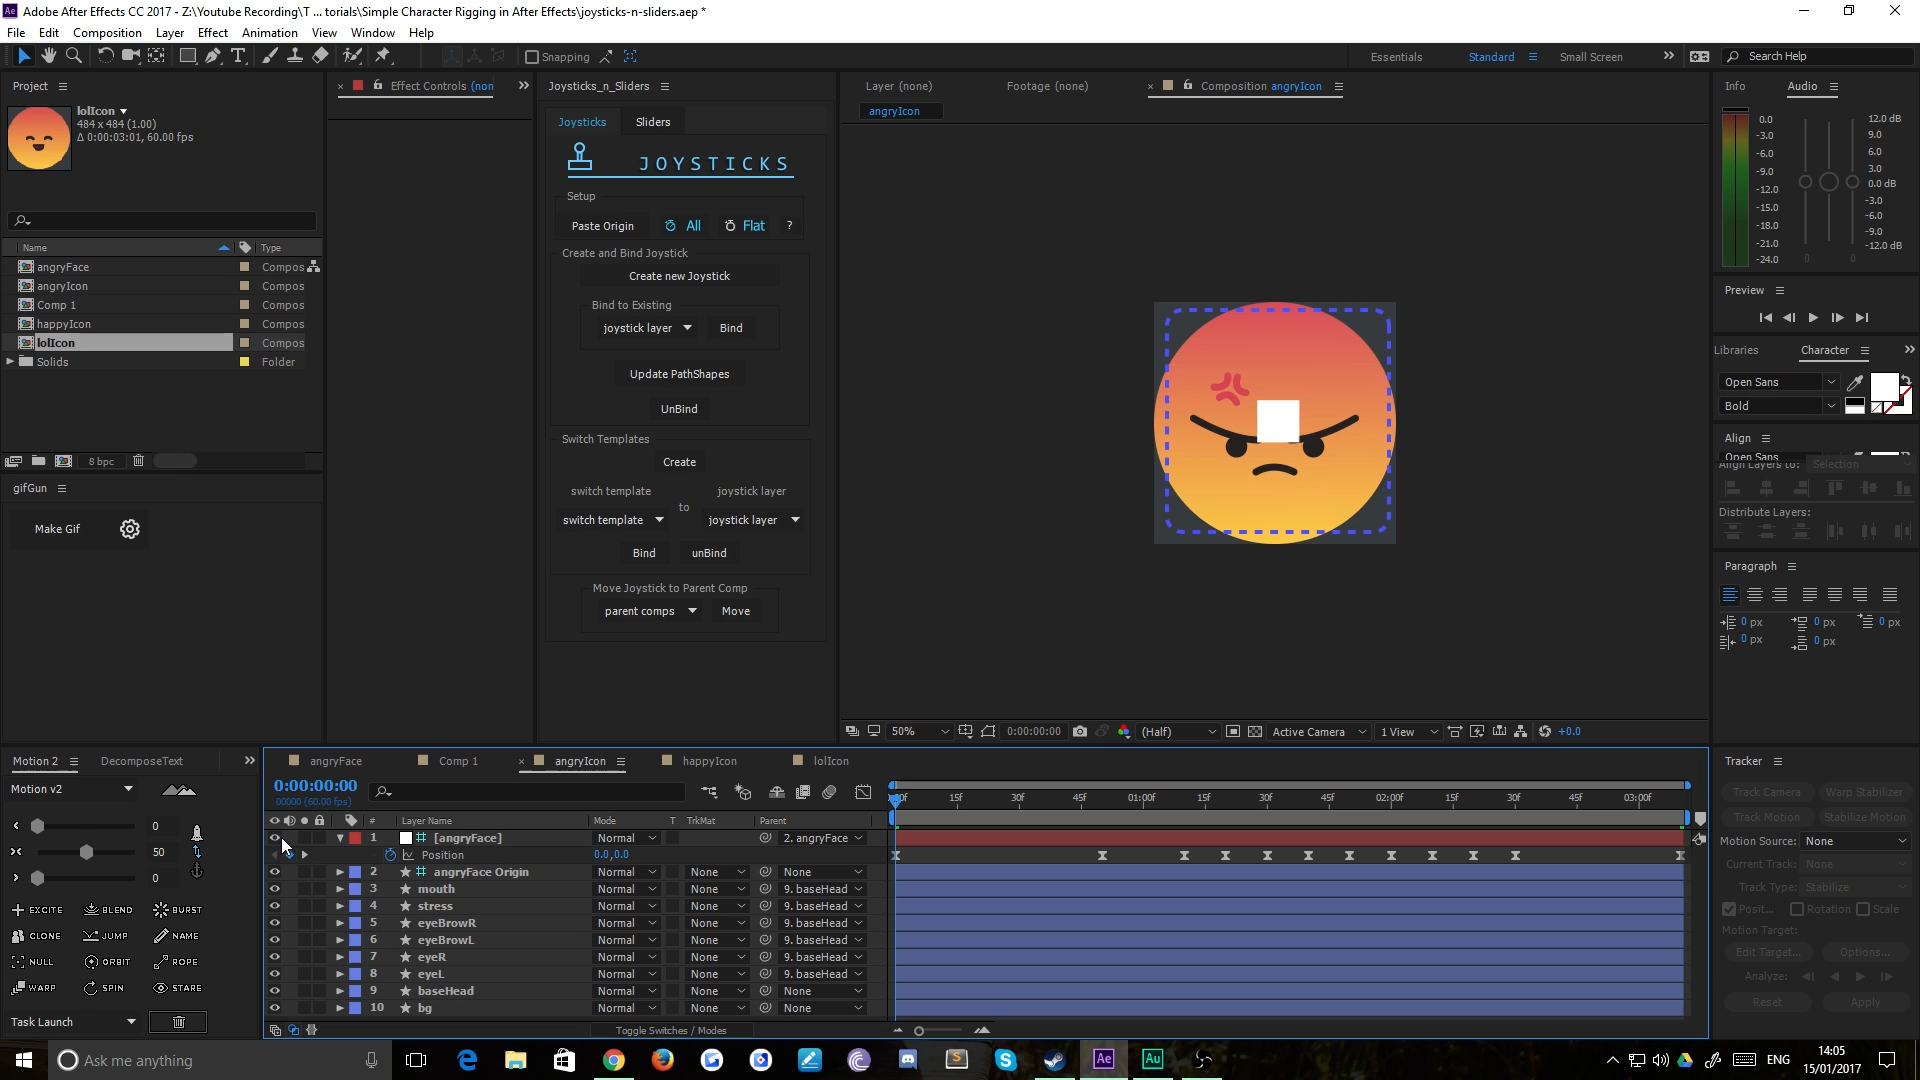 Adobe After Effects CC 2017 - Z:\Youtube Recording\T ... torials\Simple Character Rigging in After Effects\joysticks-n-sliders.aep *
File Edit Composition Layer Effect Animation View Window Help
Snapping Essentials Standard Small Screen Search Help
Project
lolIcon
484 x 484 (1.00)
Δ 0:00:03:01, 60.00 fps
Name Type
angryFace Compos
angryIcon Compos
Comp 1 Compos
happyIcon Compos
lolIcon Compos
Solids Folder
8 bpc
gifGun
Make Gif
Effect Controls (non
Joysticks_n_Sliders
Joysticks Sliders
JOYSTICKS
Setup
Paste Origin All Flat ?
Create and Bind Joystick
Create new Joystick
Bind to Existing
joystick layer Bind
Update PathShapes
UnBind
Switch Templates
Create
switch template joystick layer
to
switch template joystick layer
Bind unBind
Move Joystick to Parent Comp
parent comps Move
Layer (none) Footage (none) Composition angryIcon
angryIcon
50% 0:00:00:00 (Half) Active Camera 1 View +0.0
Info Audio
0.0 12.0 dB
-3.0 9.0
-6.0 6.0
-9.0 3.0
-12.0 0.0 dB
-15.0 -3.0
-18.0 -6.0
-21.0 -9.0
-24.0 0 0 -12.0 dB
Preview
Libraries Character
Open Sans
Bold
Align
Open Sans
Align Layers to: Selection
Distribute Layers:
Paragraph
0 px 0 px 0 px
0 px 0 px
Motion 2 DecomposeText
Motion v2
0
50
0
EXCITE BLEND BURST
CLONE JUMP NAME
NULL ORBIT ROPE
WARP SPIN STARE
Task Launch
angryFace Comp 1 angryIcon happyIcon lolIcon
0:00:00:00
00000 (60.00 fps)
15f 30f 45f 01:00f 15f 30f 45f 02:00f 15f 30f 45f 03:00f
# Layer Name Mode T TrkMat Parent
1 [angryFace] Normal 2. angryFace
Position 0.0,0.0
2 angryFace Origin Normal None None
3 mouth Normal None 9. baseHead
4 stress Normal None 9. baseHead
5 eyeBrowR Normal None 9. baseHead
6 eyeBrowL Normal None 9. baseHead
7 eyeR Normal None 9. baseHead
8 eyeL Normal None 9. baseHead
9 baseHead Normal None None
10 bg Normal None None
Toggle Switches / Modes
Tracker
Track Camera Warp Stabilizer
Track Motion Stabilize Motion
Motion Source: None
Current Track: None
Track Type: Stabilize
Posit... Rotation Scale
Motion Target:
Edit Target... Options...
Analyze:
Reset Apply
Ask me anything
ENG
14:05
15/01/2017